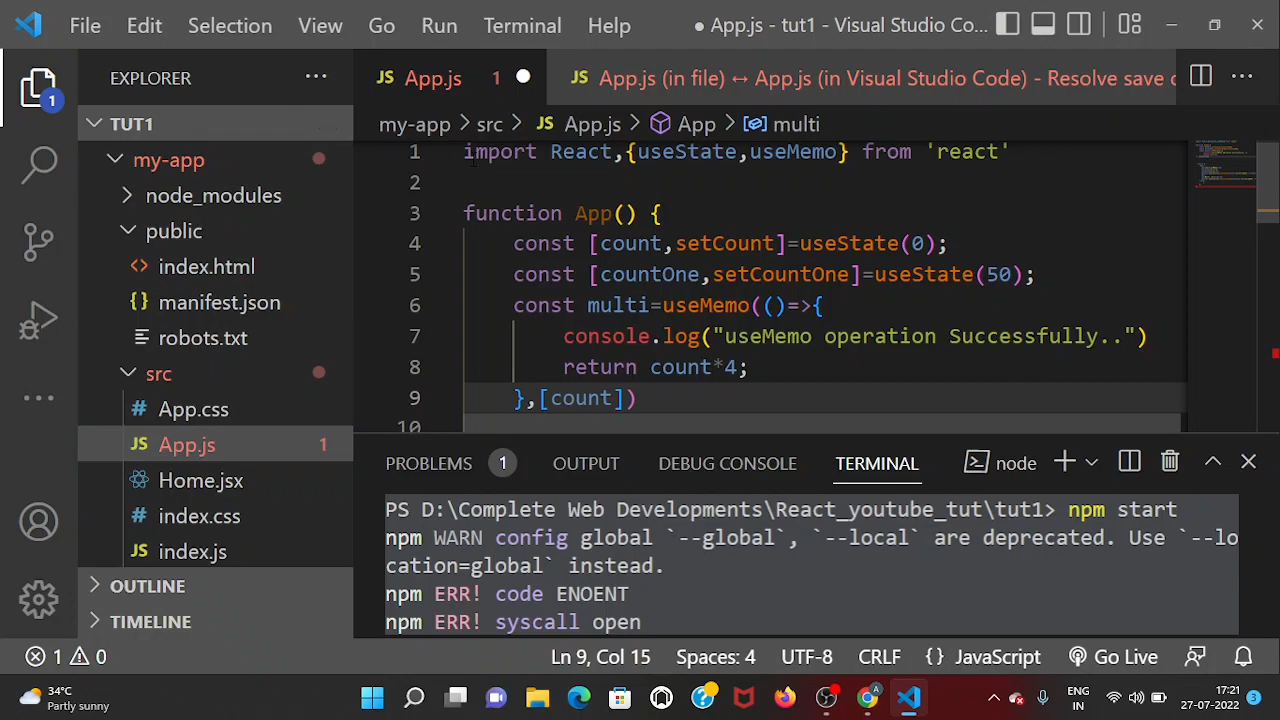 File Edit Selection View Go Run Terminal Help ● App.js - tut1 - Visual Studio Co...
EXPLORER ...
JS App.js 1
JS App.js (in file) ↔ App.js (in Visual Studio Code) - Resolve save c
1
TUT1
my-app
node_modules
public
<> index.html
{} manifest.json
robots.txt
src
# App.css
JS App.js 1
Home.jsx
# index.css
JS index.js
OUTLINE
TIMELINE
my-app > src > JS App.js > App > multi
1 import React,{useState,useMemo} from 'react'
2
3 function App() {
4 const [count,setCount]=useState(0);
5 const [countOne,setCountOne]=useState(50);
6 const multi=useMemo(()=>{
7 console.log("useMemo operation Successfully..")
8 return count*4;
9 },[count])
10
PROBLEMS 1 OUTPUT DEBUG CONSOLE TERMINAL node
PS D:\Complete Web Developments\React_youtube_tut\tut1> npm start
npm WARN config global `--global`, `--local` are deprecated. Use `--lo
cation=global` instead.
npm ERR! code ENOENT
npm ERR! syscall open
1 0 Ln 9, Col 15 Spaces: 4 UTF-8 CRLF {} JavaScript Go Live
34°C
Partly sunny
A
ENG
IN
17:21
27-07-2022
3